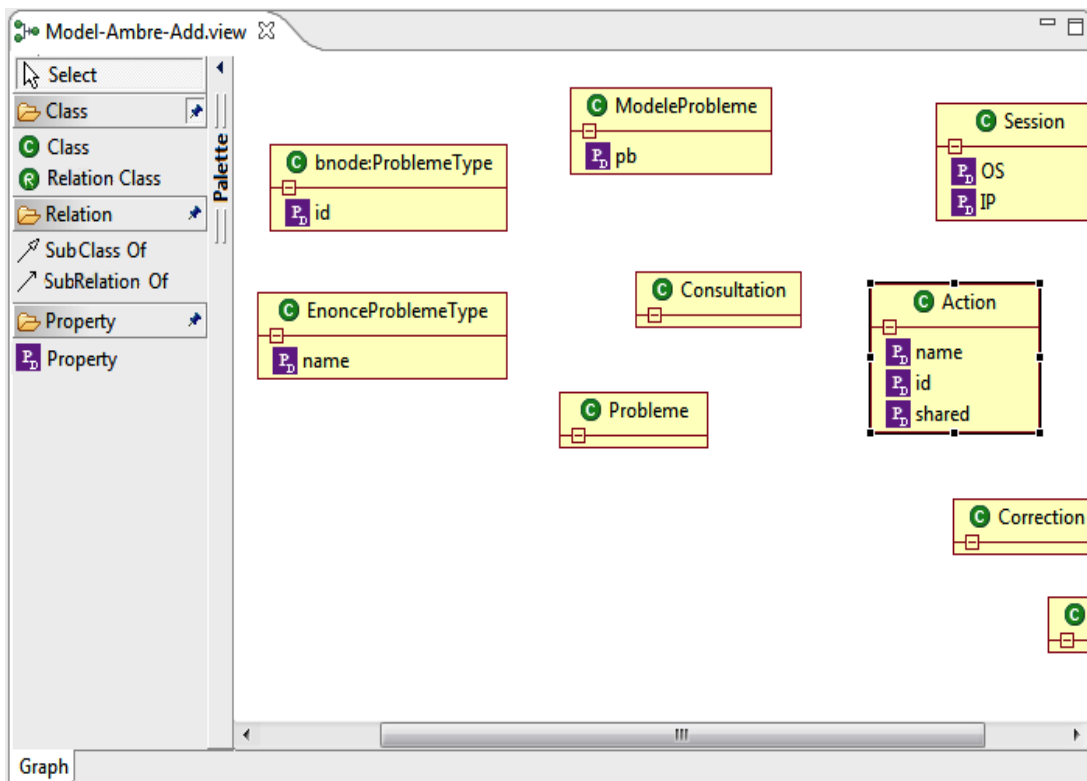 Model-Ambre-Add.view
Select
Class
Class
Relation Class
Relation
SubClass Of
SubRelation Of
Property
Property
Palette
bnode:ProblemeType
id
EnonceProblemeType
name
ModeleProbleme
pb
Consultation
Probleme
Session
OS
IP
Action
name
id
shared
Correction
Graph